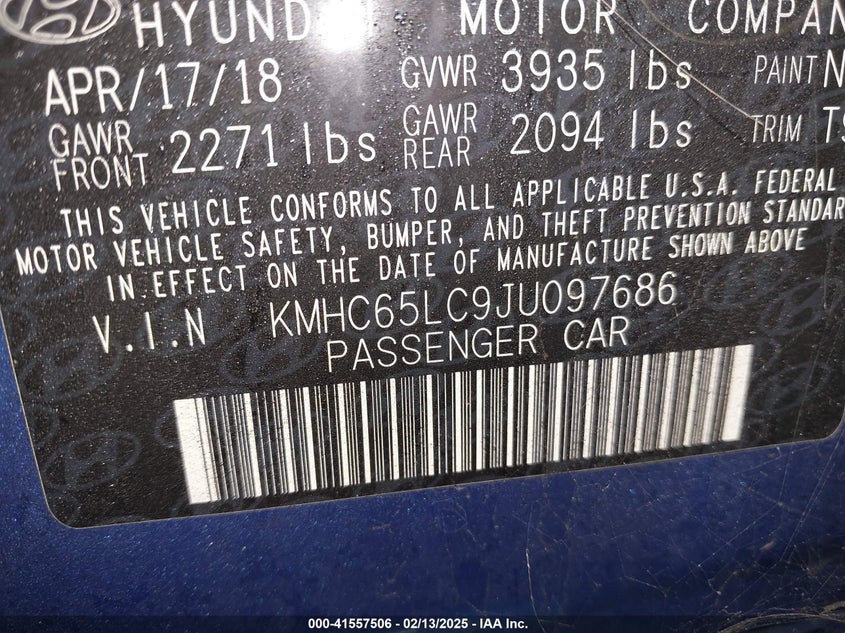 HYUND MOTOR COMPAN
APR/17/18 GVWR 3935 lbs PAINT N
GAWR FRONT 2271 lbs GAWR REAR 2094 lbs TRIM T9
THIS VEHICLE CONFORMS TO ALL APPLICABLE U.S.A. FEDERAL
MOTOR VEHICLE SAFETY, BUMPER, AND THEFT PREVENTION STANDAR
IN EFFECT ON THE DATE OF MANUFACTURE SHOWN ABOVE
V.I.N KMHC65LC9JU097686
PASSENGER CAR
000-41557506 - 02/13/2025 - IAA Inc.